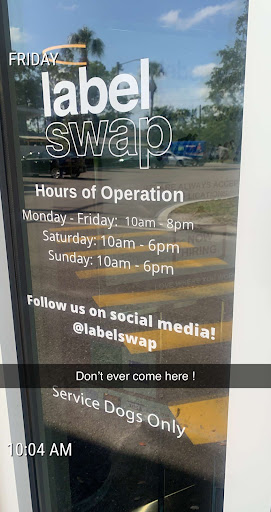 FRIDAY
label
swap
Hours of Operation
Monday - Friday: 10am - 8pm
Saturday: 10am - 6pm
Sunday: 10am - 6pm
Follow us on social media!
@labelswap
Don't ever come here !
Service Dogs Only
10:04 AM